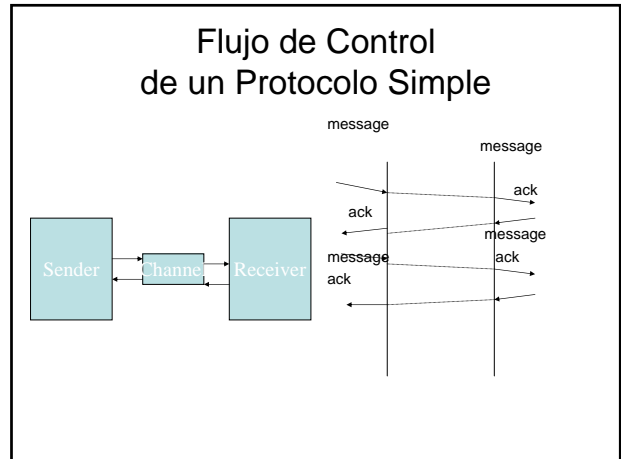 Flujo de Control
de un Protocolo Simple
message
message
ack
ack
message
message
ack
ack
Sender
Channel
Receiver